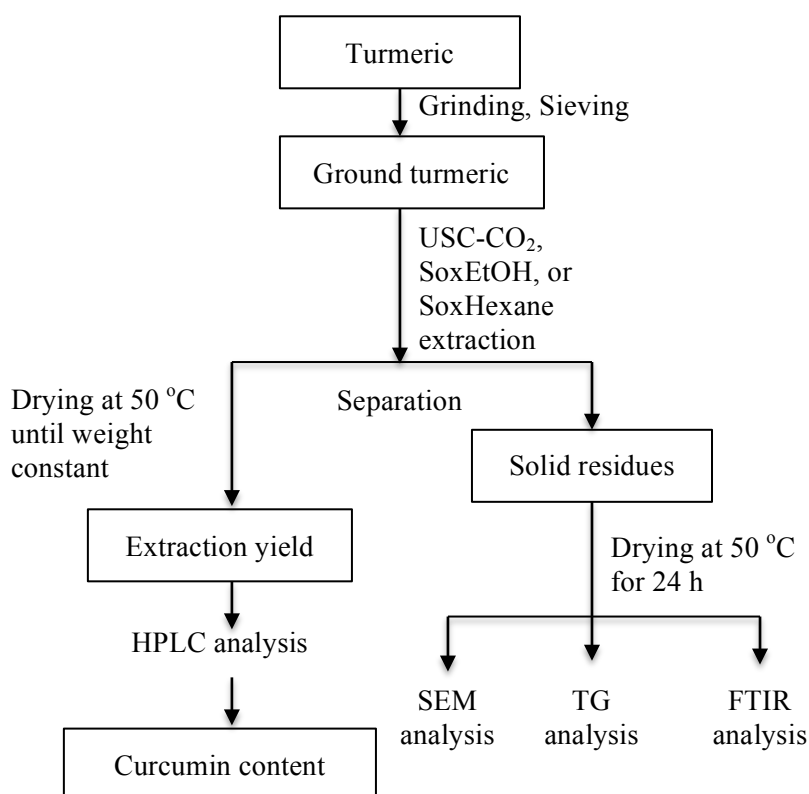 Turmeric
Grinding, Sieving
Ground turmeric
USC-CO₂,
SoxEtOH, or
SoxHexane
extraction
Separation
Drying at 50 °C
until weight
constant
Extraction yield
HPLC analysis
Curcumin content
Solid residues
Drying at 50 °C
for 24 h
SEM
analysis
TG
analysis
FTIR
analysis